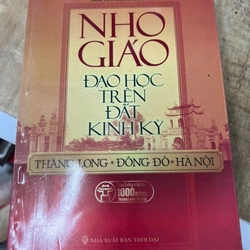 NHO
GIÁO
ĐẠO HỌC
TRÊN
ĐẤT
KINH KỲ
THĂNG LONG - ĐÔNG ĐÔ - HÀ NỘI
1000
NHÀ XUẤT BẢN THỜI ĐẠI